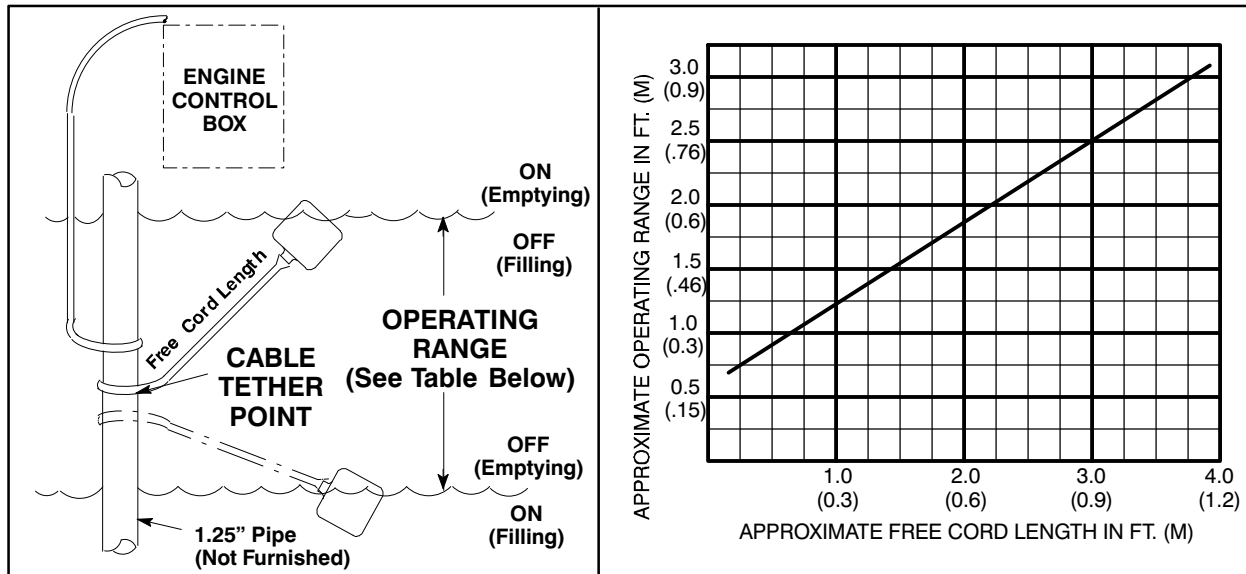 ENGINE
CONTROL
BOX
ON
(Emptying)
OFF
(Filling)
Free Cord Length
OPERATING
RANGE
(See Table Below)
CABLE
TETHER
POINT
OFF
(Emptying)
ON
(Filling)
1.25” Pipe
(Not Furnished)
APPROXIMATE OPERATING RANGE IN FT. (M)
3.0
(0.9)
2.5
(.76)
2.0
(0.6)
1.5
(.46)
1.0
(0.3)
0.5
(.15)
1.0 2.0 3.0 4.0
(0.3) (0.6) (0.9) (1.2)
APPROXIMATE FREE CORD LENGTH IN FT. (M)